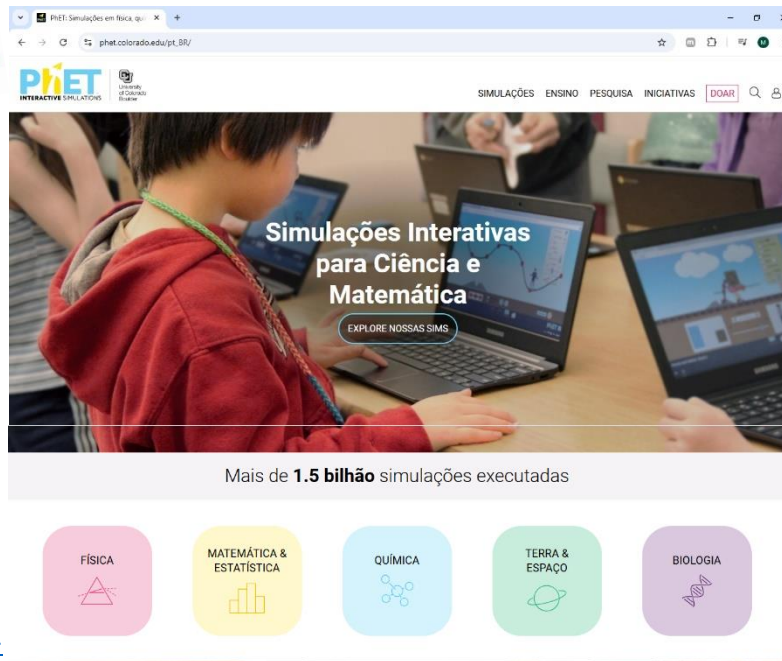 PhET: Simulações em física, quí
phet.colorado.edu/pt_BR/
M
PhET
INTERACTIVE SIMULATIONS
University
of Colorado
Boulder
SIMULAÇÕES ENSINO PESQUISA INICIATIVAS DOAR
Simulações Interativas
para Ciência e
Matemática
EXPLORE NOSSAS SIMS
Mais de 1.5 bilhão simulações executadas
FÍSICA
MATEMÁTICA &
ESTATÍSTICA
QUÍMICA
TERRA &
ESPAÇO
BIOLOGIA